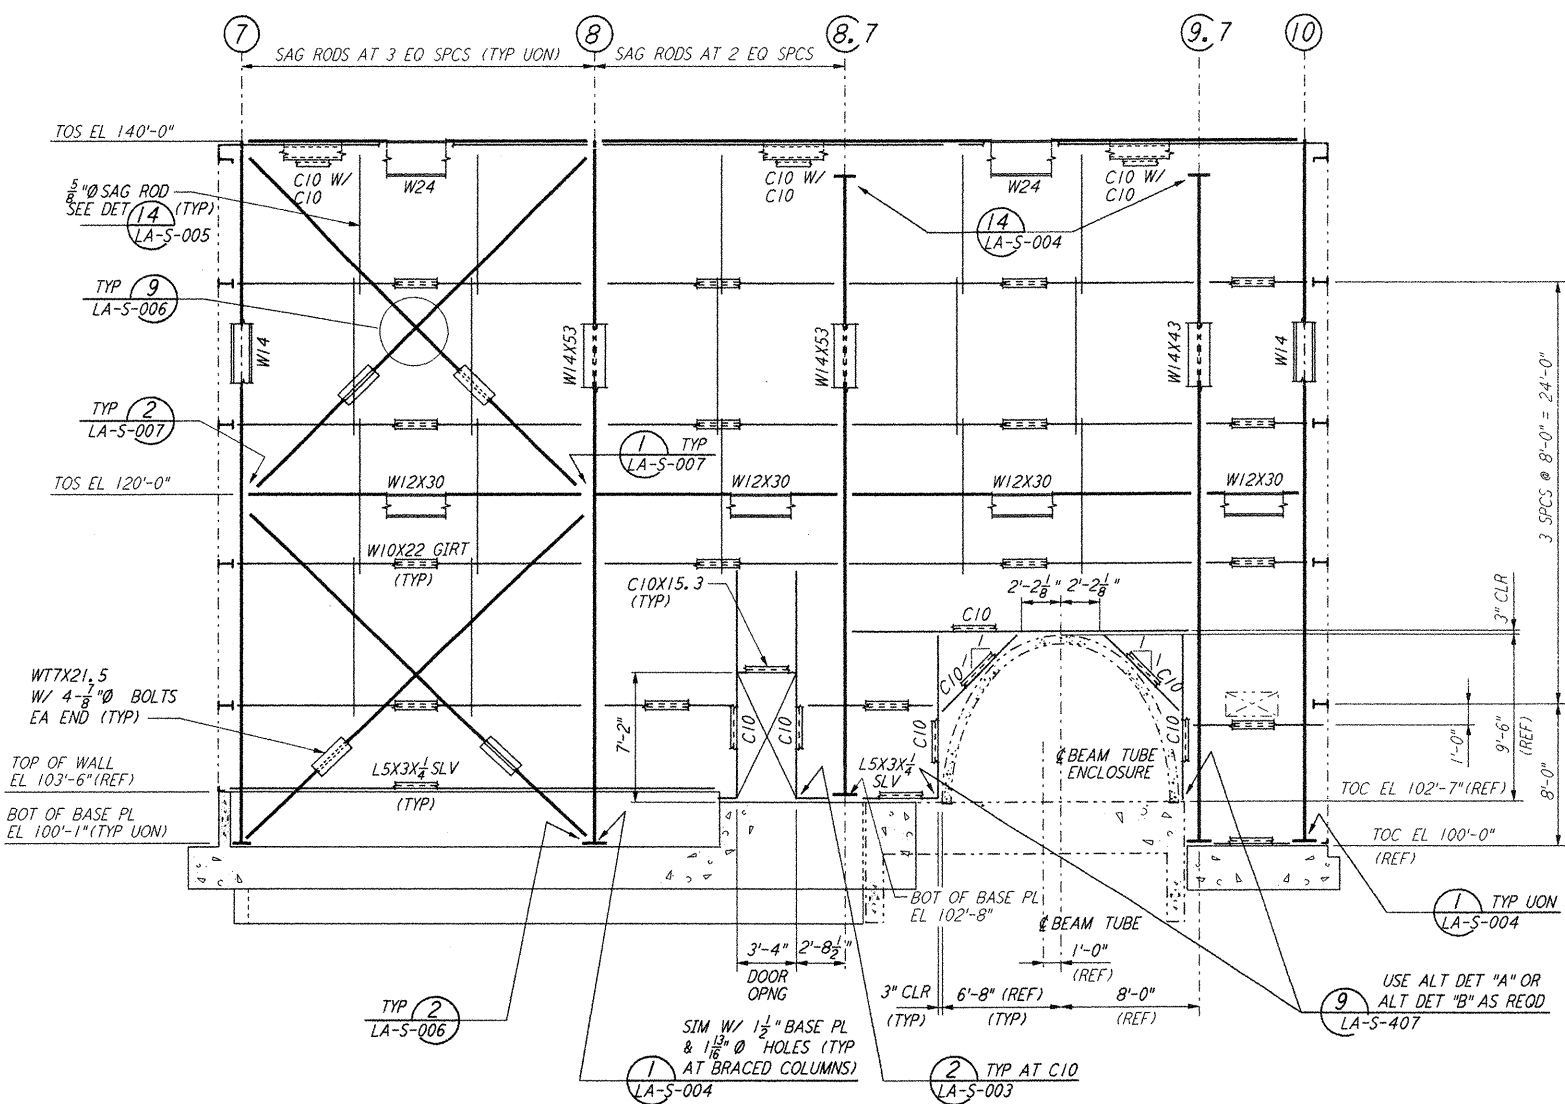 7
8
8.7
9.7
10
SAG RODS AT 3 EQ SPCS (TYP UON)
SAG RODS AT 2 EQ SPCS
TOS EL 140'-0"
C10 W/
C10
W24
C10 W/
C10
W24
C10 W/
C10
5/8"Ø SAG ROD
SEE DET 14 (TYP)
LA-S-005
14
LA-S-004
TYP 9
LA-S-006
W14
W14X53
W14X53
W14X43
W14
3 SPCS @ 8'-0" = 24'-0"
TYP 2
LA-S-007
1 TYP
LA-S-007
TOS EL 120'-0"
W12X30
W12X30
W12X30
W12X30
W10X22 GIRT
(TYP)
C10X15.3
(TYP)
2'-2 1/8"
2'-2 1/8"
3" CLR
C10
C10
1
1
1
1
C10
WT7X21.5
W/ 4-7/8"Ø BOLTS
EA END (TYP)
7'-2"
C10
C10
C10
C10
1'-0"
9'-6"
(REF)
8'-0"
℄ BEAM TUBE
ENCLOSURE
TOP OF WALL
EL 103'-6"(REF)
L5X3X1/4 SLV
(TYP)
L5X3X1/4
SLV
TOC EL 102'-7"(REF)
BOT OF BASE PL
EL 100'-1"(TYP UON)
TOC EL 100'-0"
(REF)
BOT OF BASE PL
EL 102'-8"
℄ BEAM TUBE
1 TYP UON
LA-S-004
3'-4"
DOOR
OPNG
2'-8 1/2"
1'-0"
(REF)
3" CLR
(TYP)
6'-8" (REF)
(TYP)
8'-0"
(REF)
USE ALT DET "A" OR
ALT DET "B" AS REQD
9
LA-S-407
TYP 2
LA-S-006
SIM W/ 1 1/2" BASE PL
& 1 13/16" Ø HOLES (TYP
AT BRACED COLUMNS)
1
LA-S-004
2 TYP AT C10
LA-S-003